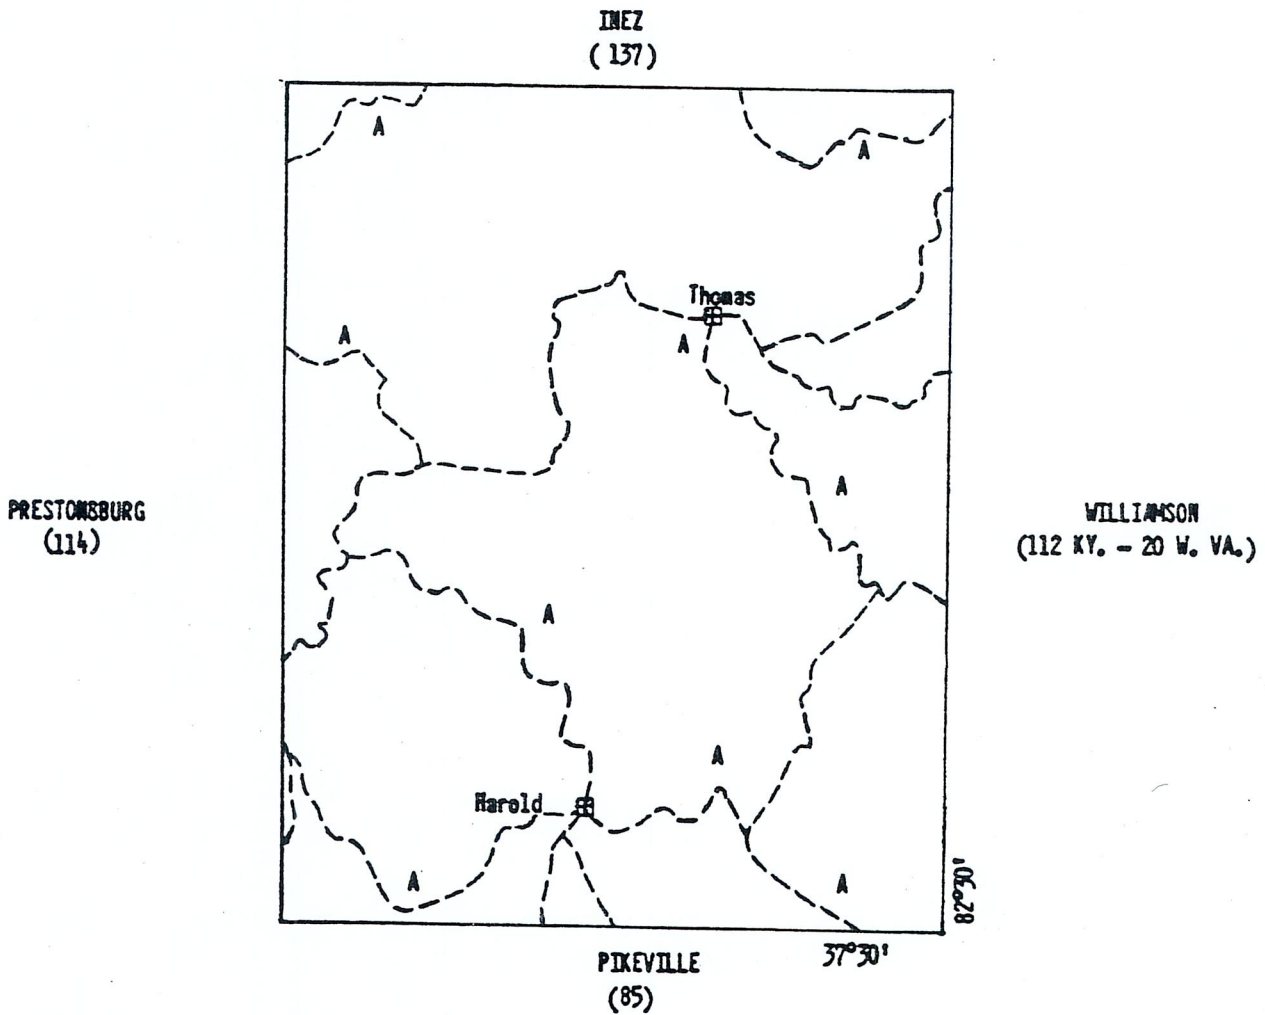 INEZ
(137)
A
A
Thomas
A
A
PRESTONSBURG
(114)
A
WILLIAMSON
(112 KY. - 20 W. VA.)
A
A
Harold
A
A
82°30'
37°30'
PIKEVILLE
(85)